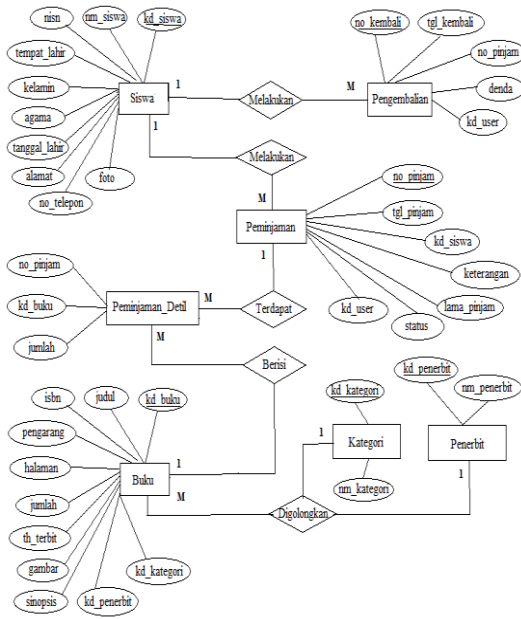 nisn
nm_siswa
kd_siswa
tempat_lahir
kelamin
agama
tanggal_lahir
alamat
no_telepon
foto
Siswa
1
1
Melakukan
M
no_kembali
tgl_kembali
no_pinjam
denda
kd_user
Pengembalian
Melakukan
M
Peminjaman
1
no_pinjam
tgl_pinjam
kd_siswa
keterangan
lama_pinjam
status
kd_user
no_pinjam
kd_buku
jumlah
Peminjaman_Detil
M
M
Terdapat
Berisi
isbn
judul
kd_buku
pengarang
halaman
jumlah
th_terbit
gambar
sinopsis
kd_penerbit
kd_kategori
Buku
1
M
Digolongkan
kd_kategori
1
Kategori
nm_kategori
kd_penerbit
nm_penerbit
Penerbit
1